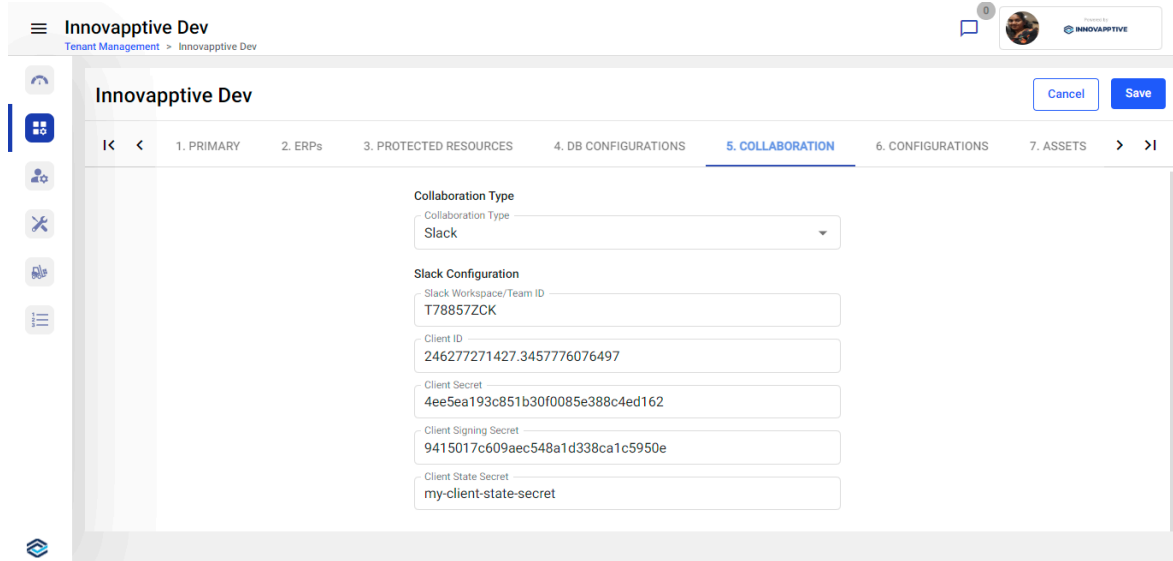 Innovapptive Dev
Tenant Management > Innovapptive Dev
0
Powered by
INNOVAPPTIVE
Innovapptive Dev
Cancel
Save
1. PRIMARY
2. ERPs
3. PROTECTED RESOURCES
4. DB CONFIGURATIONS
5. COLLABORATION
6. CONFIGURATIONS
7. ASSETS
Collaboration Type
Collaboration Type
Slack
Slack Configuration
Slack Workspace/Team ID
T78857ZCK
Client ID
246277271427.3457776076497
Client Secret
4ee5ea193c851b30f0085e388c4ed162
Client Signing Secret
9415017c609aec548a1d338ca1c5950e
Client State Secret
my-client-state-secret